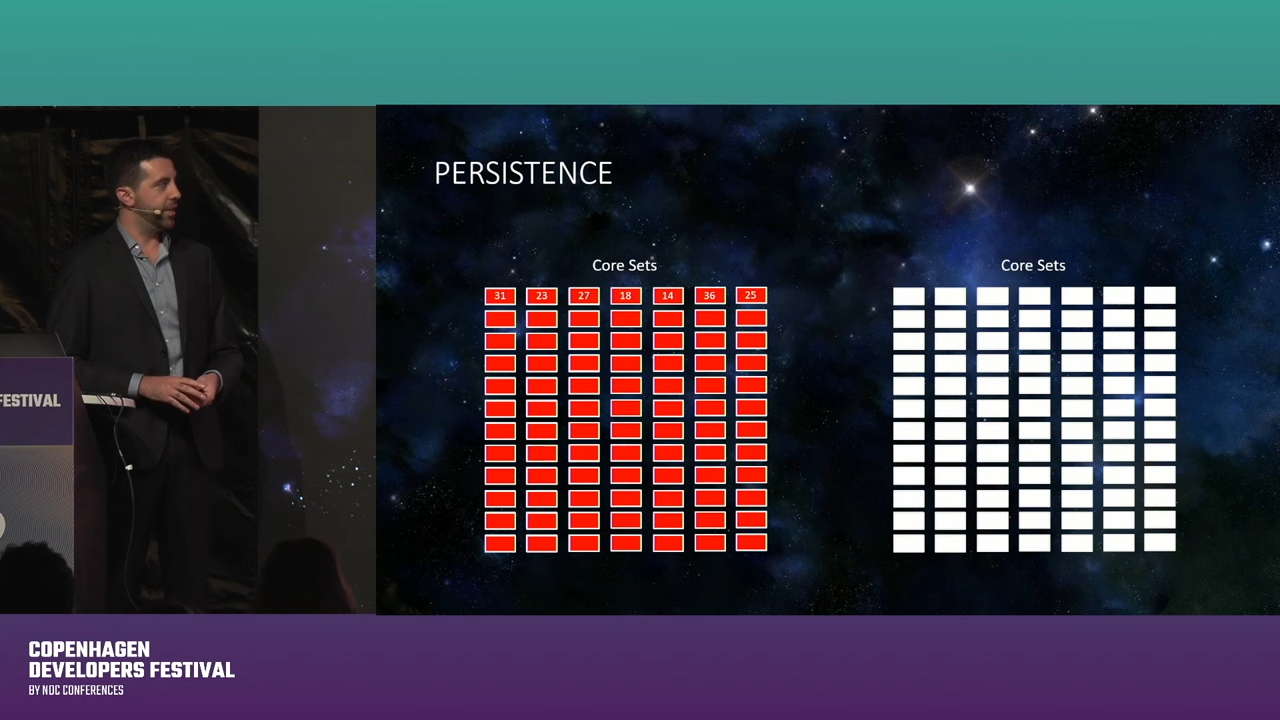 PERSISTENCE
Core Sets
31 23 27 18 14 36 25
Core Sets
FESTIVAL
COPENHAGEN
DEVELOPERS FESTIVAL
BY NDC CONFERENCES